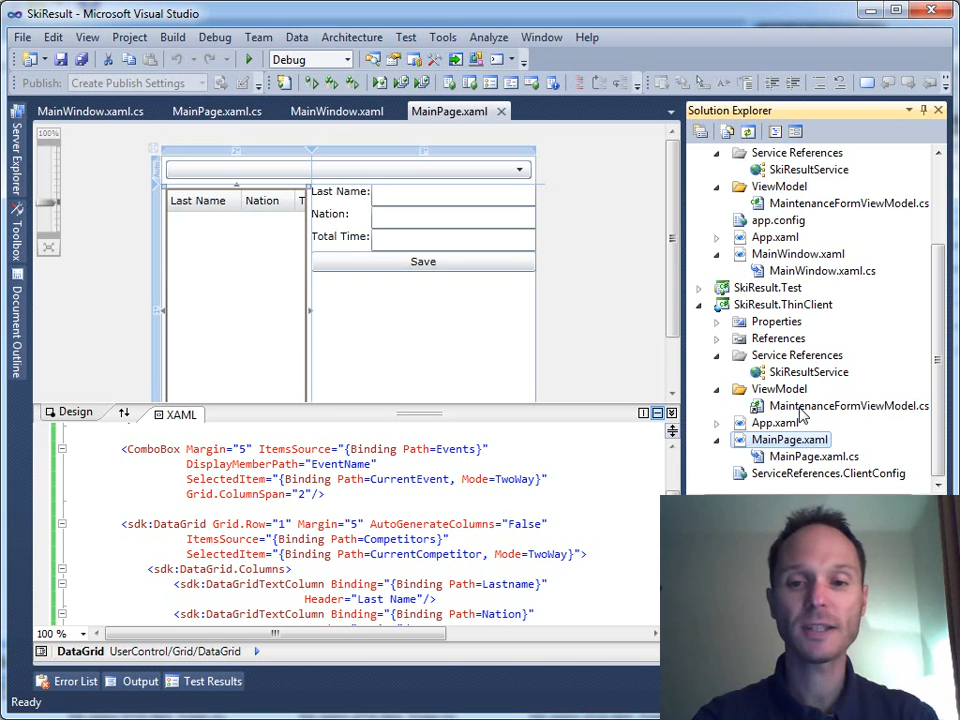 SkiResult - Microsoft Visual Studio
File Edit View Project Build Debug Team Data Architecture Test Tools Analyze Window Help
Debug
Publish: Create Publish Settings
MainWindow.xaml.cs MainPage.xaml.cs MainWindow.xaml MainPage.xaml
Server Explorer
Toolbox
Document Outline
100%
Last Name Nation T
Last Name:
Nation:
Total Time:
Save
Design XAML
<ComboBox Margin="5" ItemsSource="{Binding Path=Events}"
DisplayMemberPath="EventName"
SelectedItem="{Binding Path=CurrentEvent, Mode=TwoWay}"
Grid.ColumnSpan="2"/>
<sdk:DataGrid Grid.Row="1" Margin="5" AutoGenerateColumns="False"
ItemsSource="{Binding Path=Competitors}"
SelectedItem="{Binding Path=CurrentCompetitor, Mode=TwoWay}">
<sdk:DataGrid.Columns>
<sdk:DataGridTextColumn Binding="{Binding Path=Lastname}"
Header="Last Name"/>
<sdk:DataGridTextColumn Binding="{Binding Path=Nation}"
100 %
DataGrid UserControl/Grid/DataGrid
Error List Output Test Results
Ready
Solution Explorer
Service References
SkiResultService
ViewModel
MaintenanceFormViewModel.cs
app.config
App.xaml
MainWindow.xaml
MainWindow.xaml.cs
SkiResult.Test
SkiResult.ThinClient
Properties
References
Service References
SkiResultService
ViewModel
MaintenanceFormViewModel.cs
App.xaml
MainPage.xaml
MainPage.xaml.cs
ServiceReferences.ClientConfig